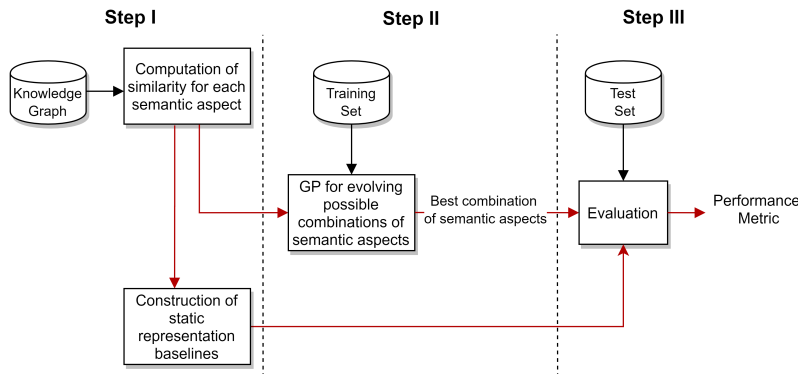 Step I
Step II
Step III
Knowledge
Graph
Computation of
similarity for each
semantic aspect
Training
Set
Test
Set
GP for evolving
possible
combinations of
semantic aspects
Best combination
of semantic aspects
Evaluation
Performance
Metric
Construction of
static
representation
baselines